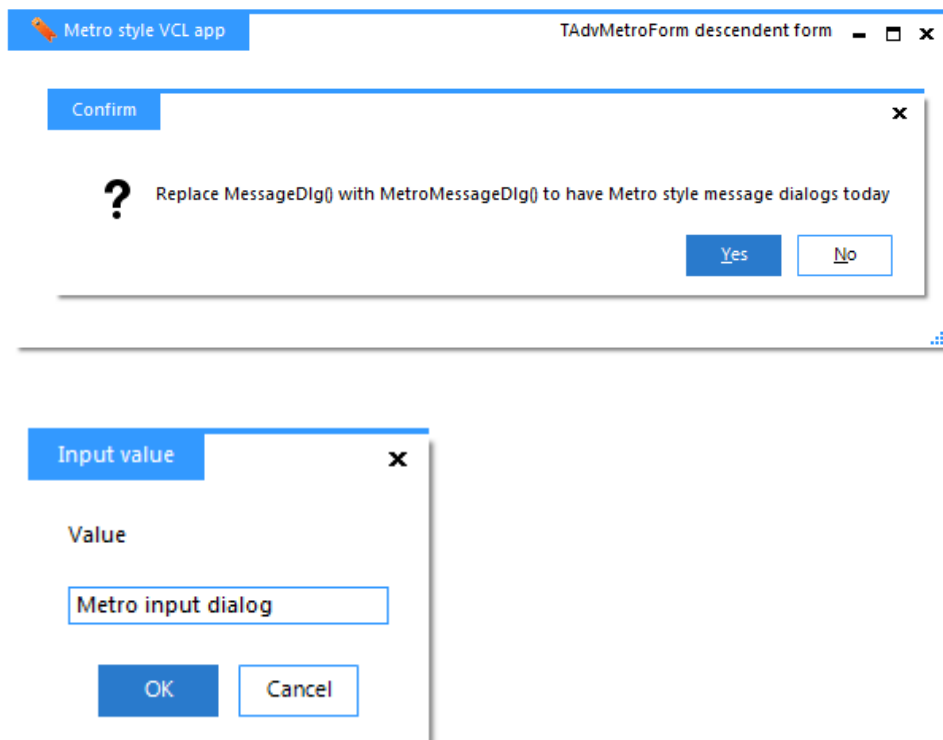 Metro style VCL app TAdvMetroForm descendent form
Confirm
? Replace MessageDlg() with MetroMessageDlg() to have Metro style message dialogs today
Yes No
Input value
Value
Metro input dialog
OK Cancel